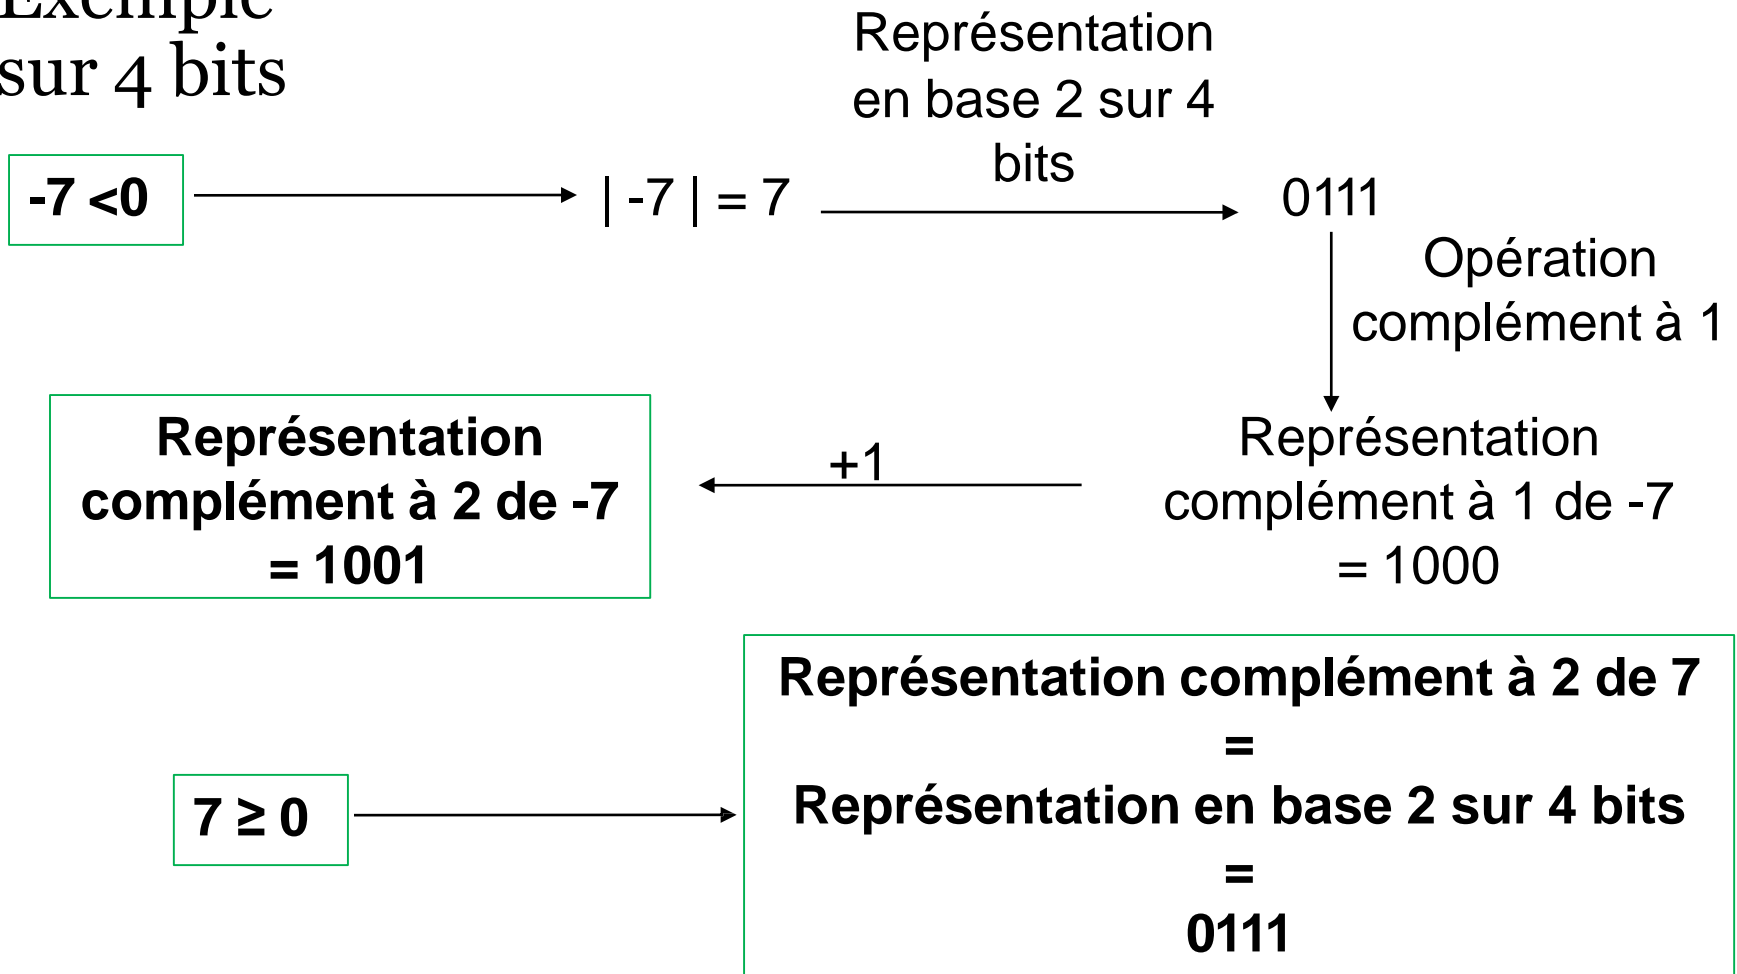 Exemple
sur 4 bits
Représentation
en base 2 sur 4
bits
-7 <0
| -7 | = 7
0111
Opération
complément à 1
Représentation
complément à 1 de -7
= 1000
+1
Représentation
complément à 2 de -7
= 1001
7 ≥ 0
Représentation complément à 2 de 7
=
Représentation en base 2 sur 4 bits
=
0111